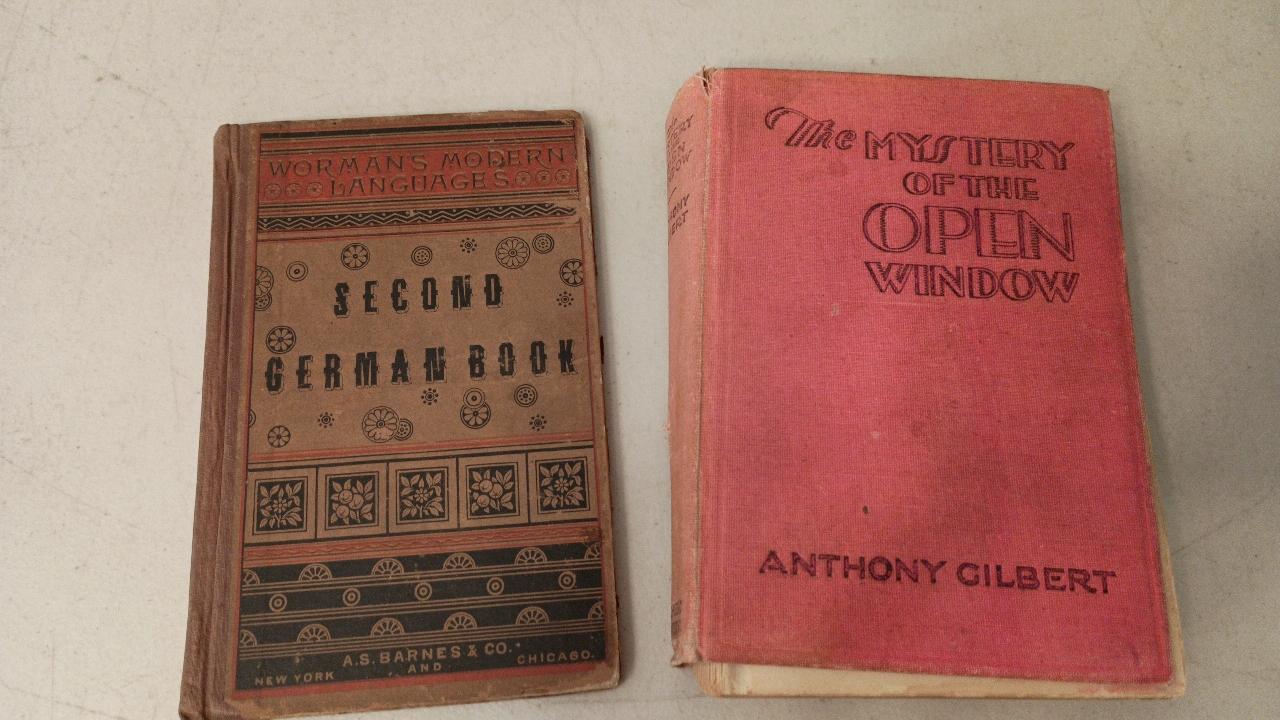 WORMAN'S MODERN
LANGUAGES
SECOND
GERMAN BOOK
A.S. BARNES & CO.
AND
NEW YORK
CHICAGO.
The MYSTERY
OF THE
OPEN
WINDOW
ANTHONY GILBERT